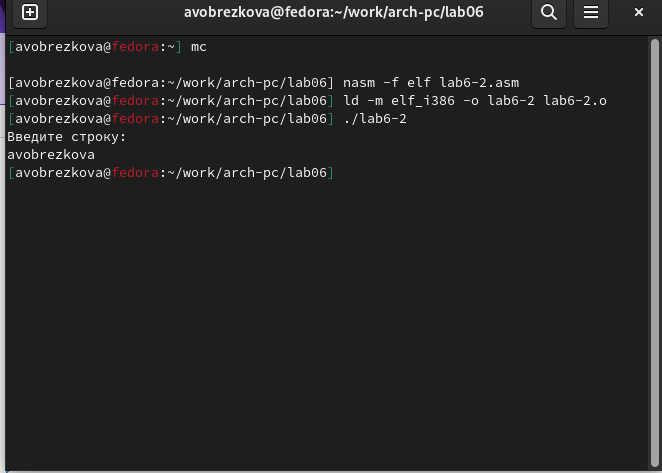 avobrezkova@fedora:~/work/arch-pc/lab06
[avobrezkova@fedora:~] mc
[avobrezkova@fedora:~/work/arch-pc/lab06] nasm -f elf lab6-2.asm
[avobrezkova@fedora:~/work/arch-pc/lab06] ld -m elf_i386 -o lab6-2 lab6-2.o
[avobrezkova@fedora:~/work/arch-pc/lab06] ./lab6-2
Введите строку:
avobrezkova
[avobrezkova@fedora:~/work/arch-pc/lab06]